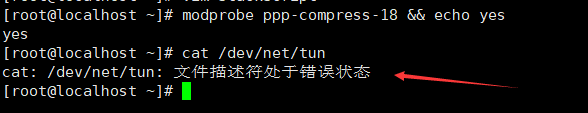 [root@localhost ~]# modprobe ppp-compress-18 && echo yes
yes
[root@localhost ~]# cat /dev/net/tun
cat: /dev/net/tun: 文件描述符处于错误状态
[root@localhost ~]#